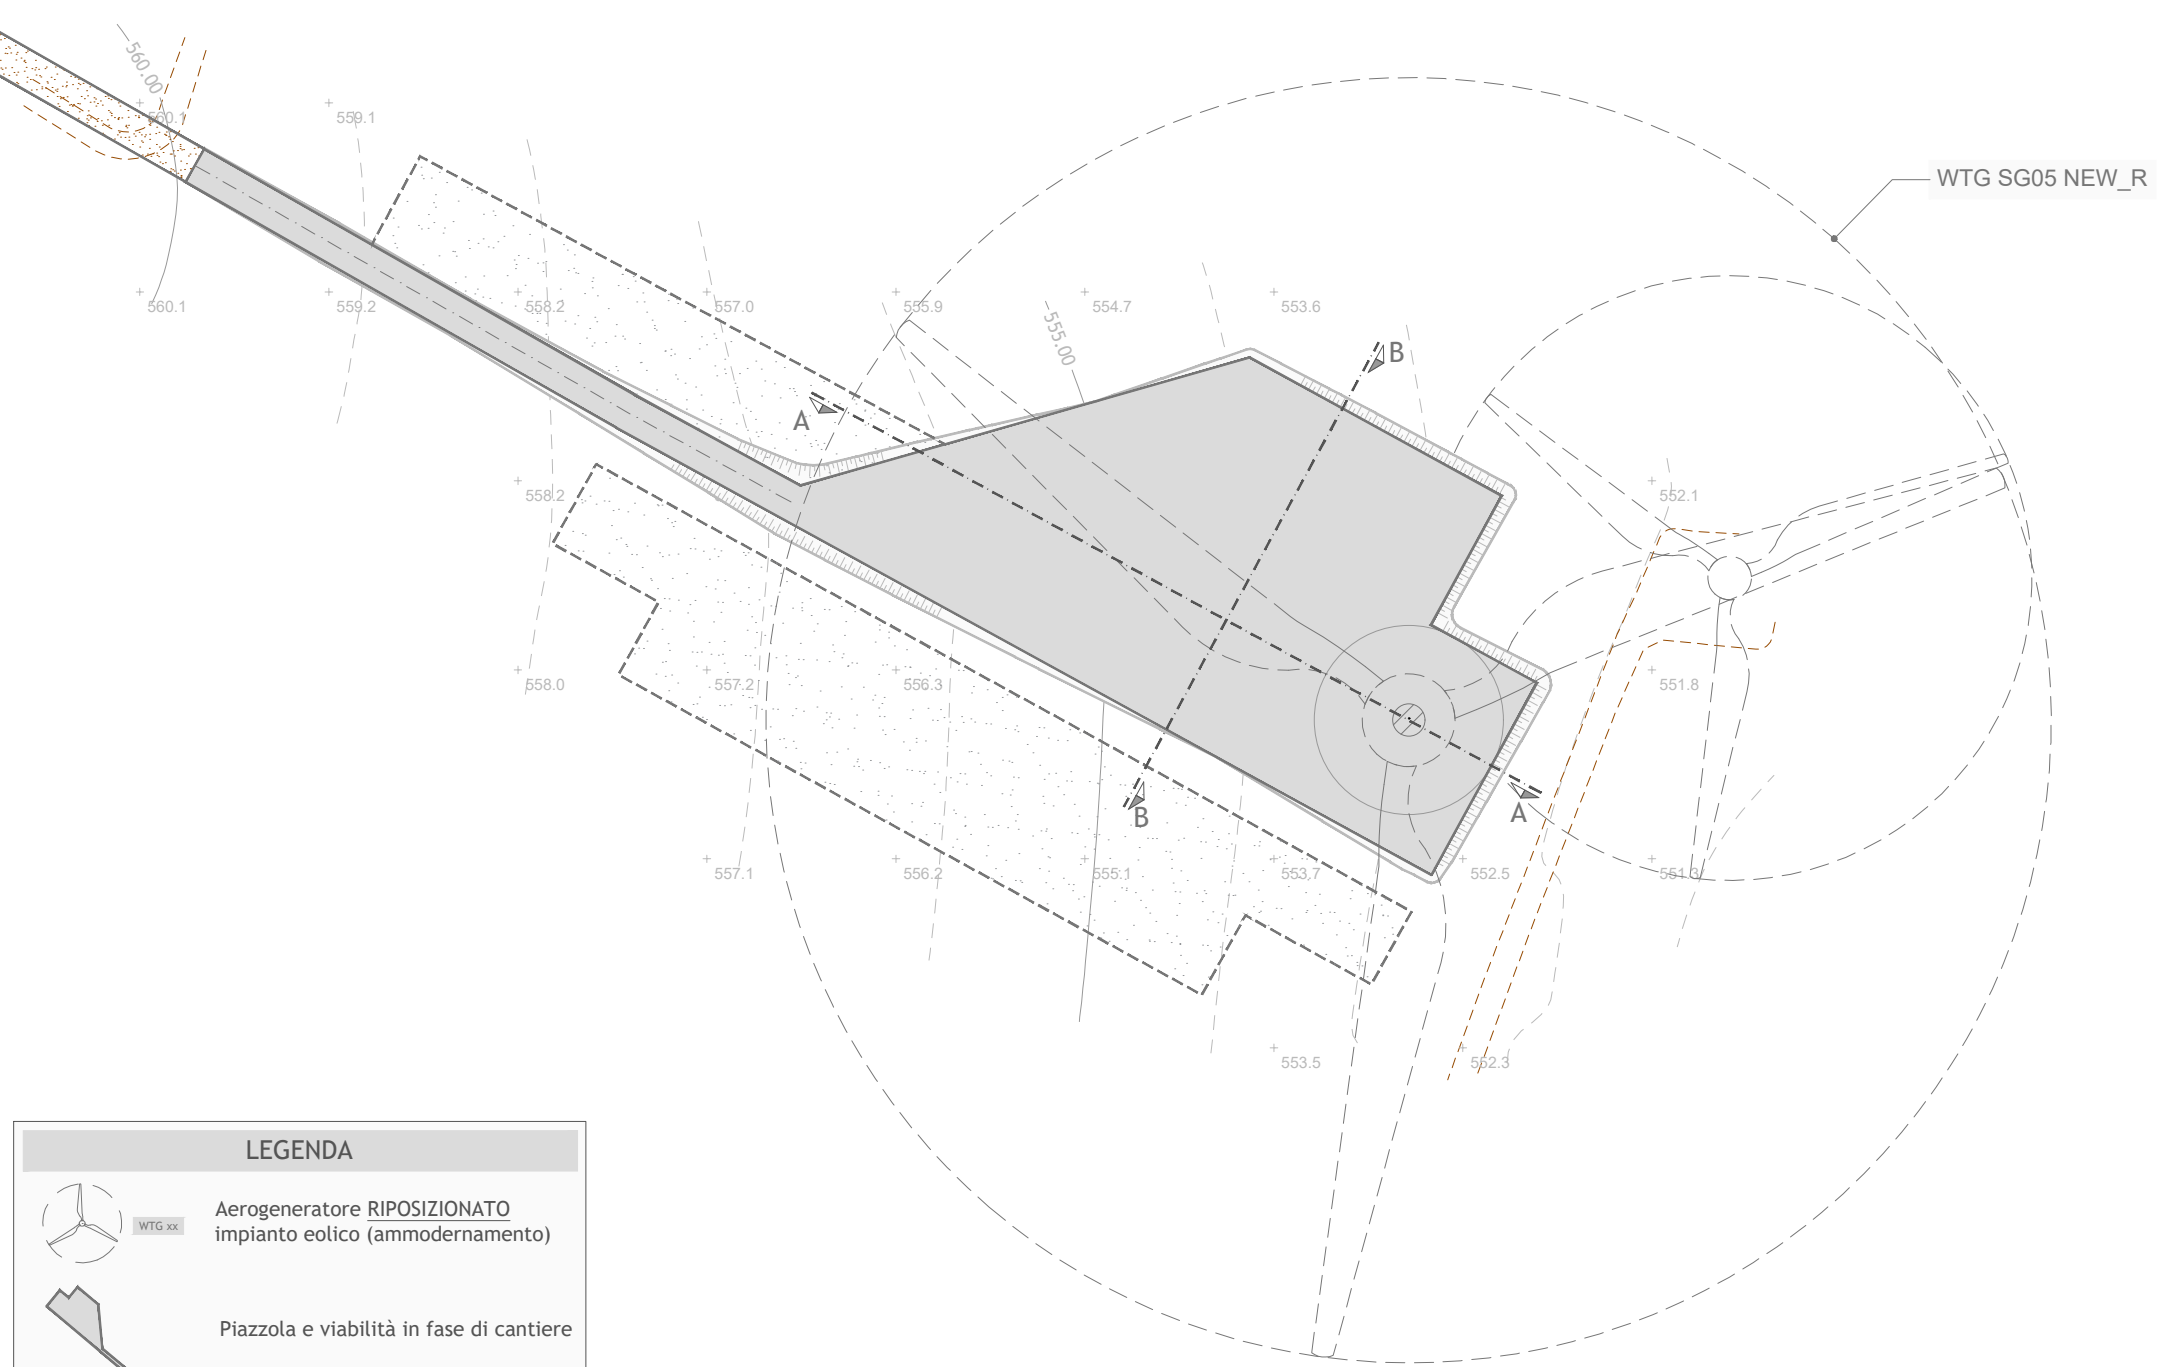 560.00
560.1
559.1
WTG SG05 NEW_R
560.1
559.2
558.2
557.0
555.9
554.7
553.6
555.00
B
A
558.2
552.1
558.0
557.2
556.3
551.8
B
A
557.1
556.2
555.1
553.7
552.5
551.3
553.5
552.3
LEGENDA
WTG xx
Aerogeneratore RIPOSIZIONATO
impianto eolico (ammodernamento)
Piazzola e viabilità in fase di cantiere